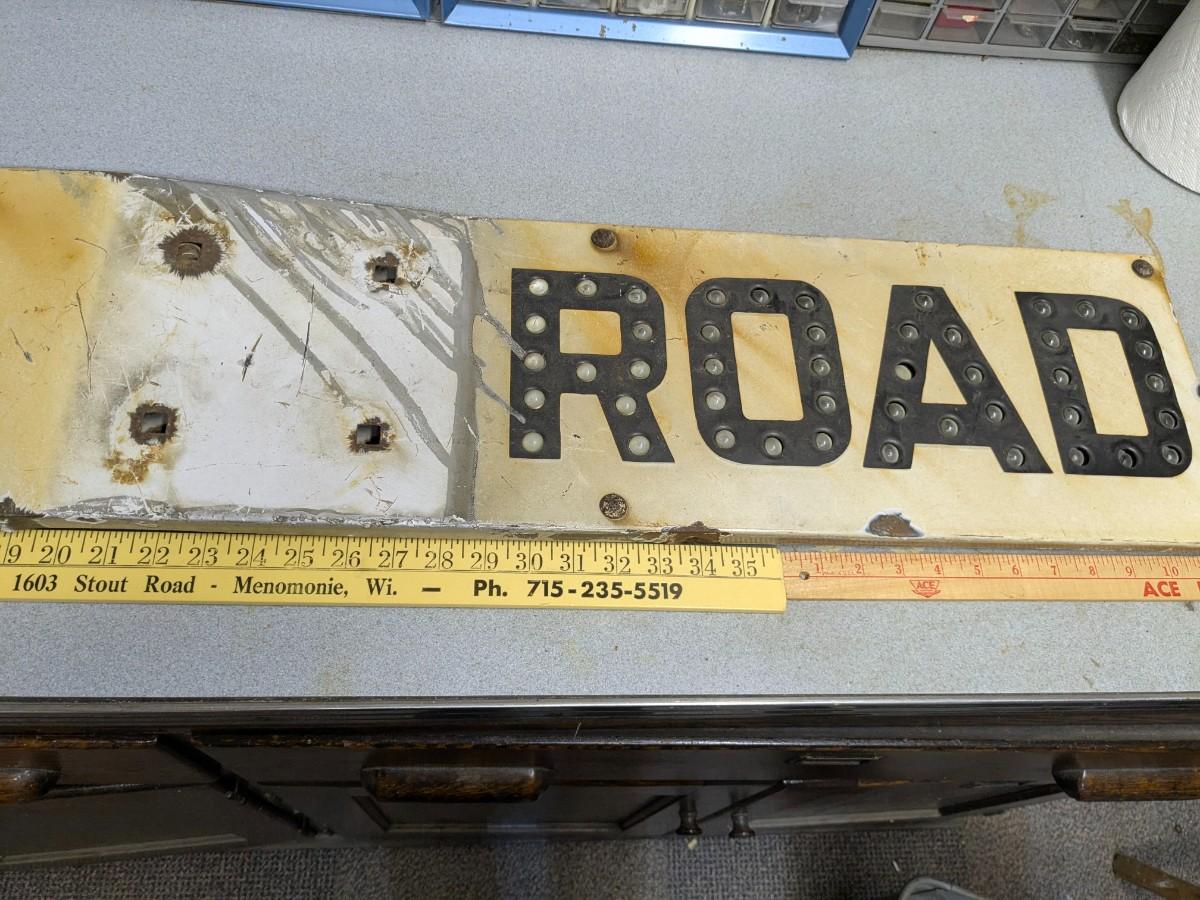 ROAD
9 20 21 22 23 24 25 26 27 28 29 30 31 32 33 34 35
1603 Stout Road - Menomonie, Wi. — Ph. 715-235-5519
1 2 3 4 5 6 7 8 9 10
ACE ACE